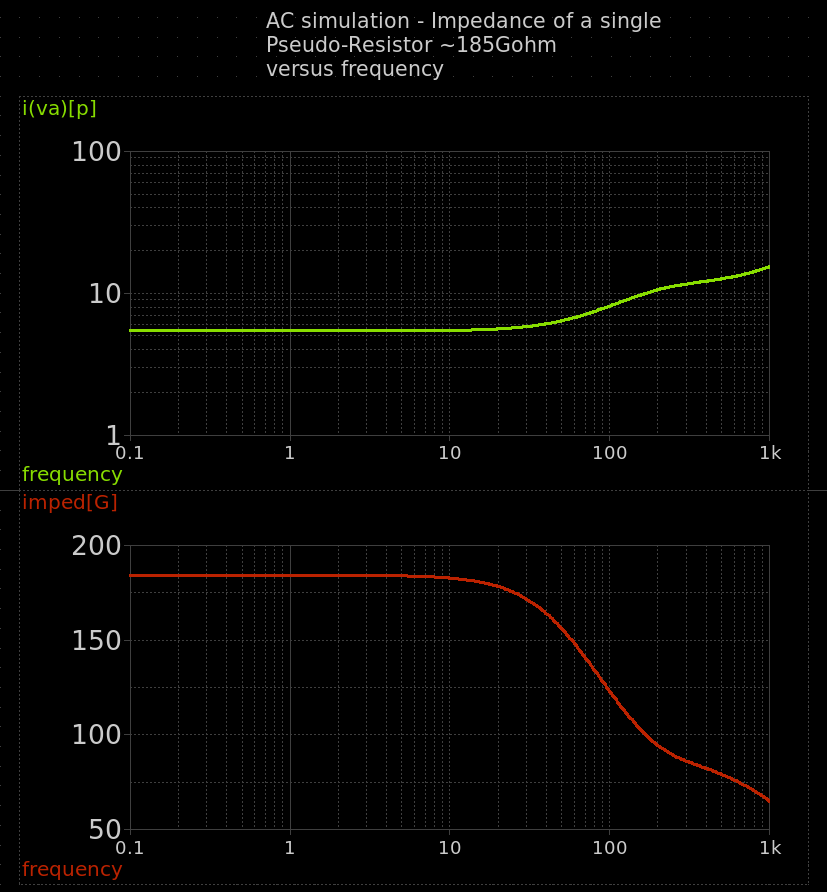 AC simulation - Impedance of a single
Pseudo-Resistor ~185Gohm
versus frequency
i(va)[p]
100
10
1
0.1 1 10 100 1k
frequency
imped[G]
200
150
100
50
0.1 1 10 100 1k
frequency